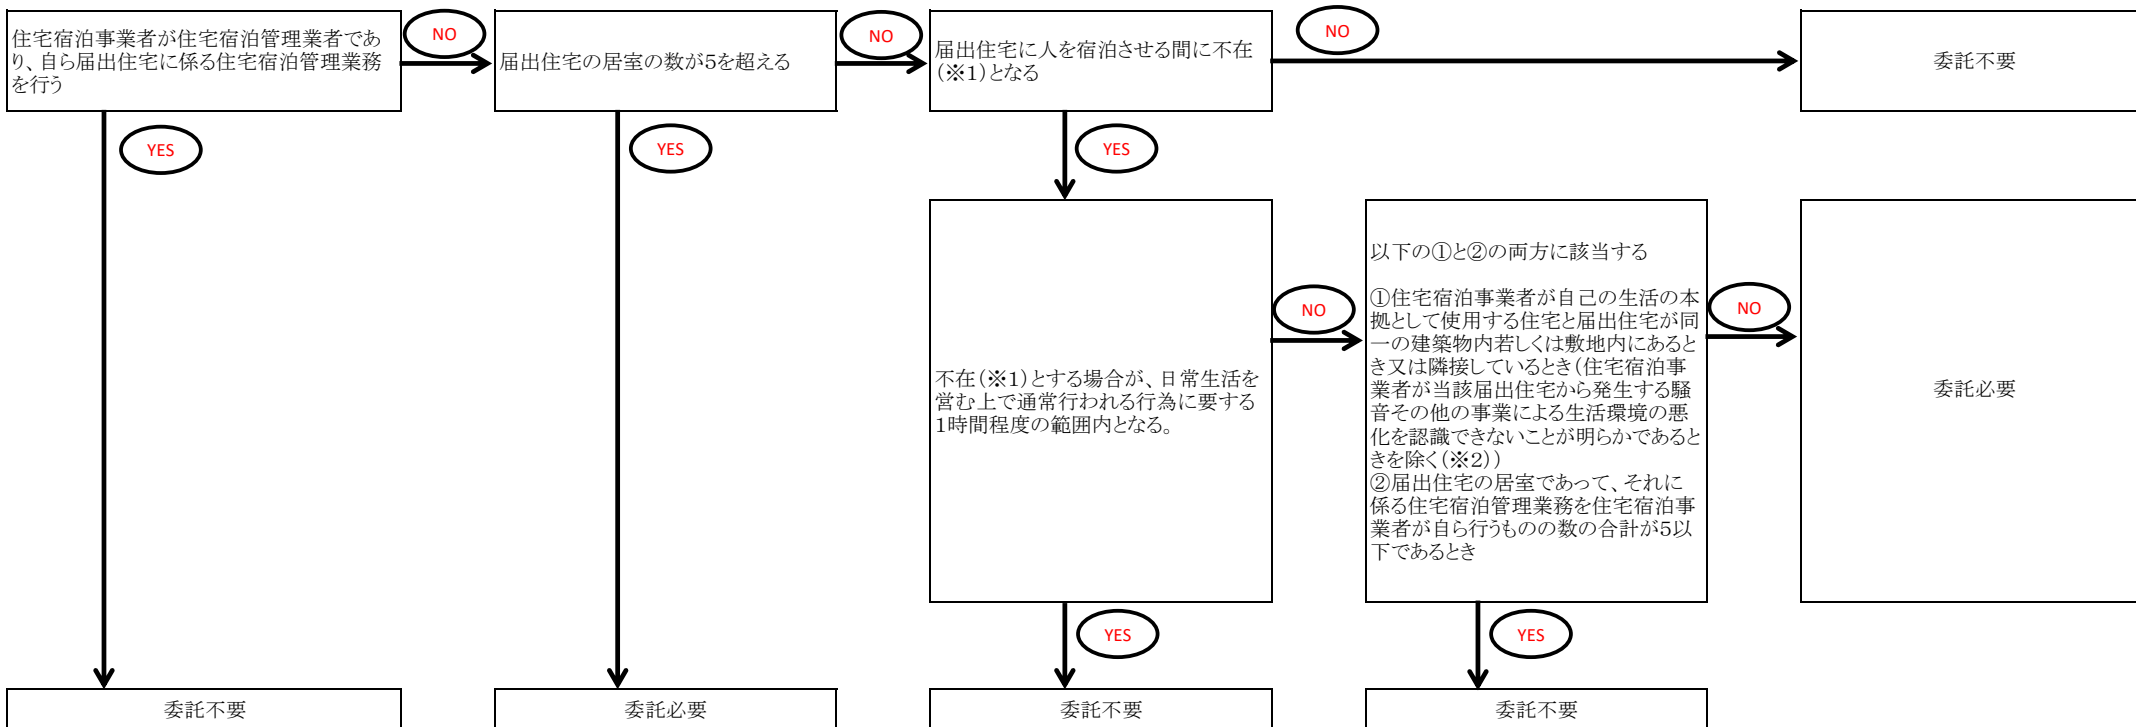 住宅宿泊事業者が住宅宿泊管理業者であ
り、自ら届出住宅に係る住宅宿泊管理業務
を行う
NO
届出住宅の居室の数が5を超える
NO
届出住宅に人を宿泊させる間に不在
(※1)となる
NO
委託不要
YES
YES
YES
不在(※1)とする場合が、日常生活を
営む上で通常行われる行為に要する
1時間程度の範囲内となる。
NO
以下の①と②の両方に該当する
①住宅宿泊事業者が自己の生活の本
拠として使用する住宅と届出住宅が同
一の建築物内若しくは敷地内にあると
き又は隣接しているとき(住宅宿泊事
業者が当該届出住宅から発生する騒
音その他の事業による生活環境の悪
化を認識できないことが明らかであると
きを除く(※2))
②届出住宅の居室であって、それに
係る住宅宿泊管理業務を住宅宿泊事
業者が自ら行うものの数の合計が5以
下であるとき
NO
委託必要
YES
YES
委託不要
委託必要
委託不要
委託不要